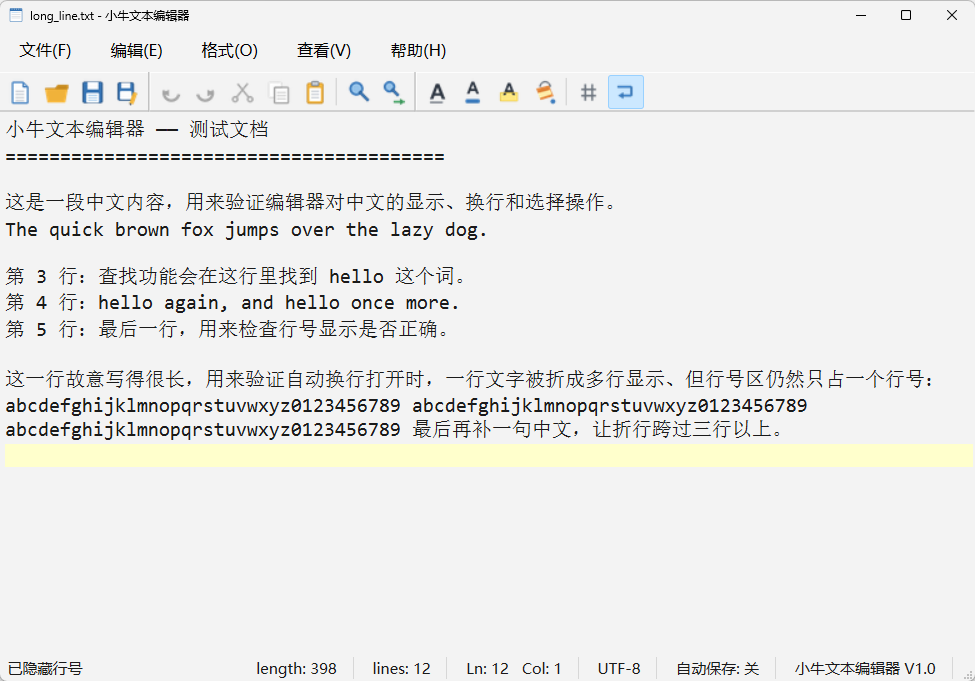 long_line.txt - 小牛文本编辑器
文件(F) 编辑(E) 格式(O) 查看(V) 帮助(H)
小牛文本编辑器 —— 测试文档
========================================
这是一段中文内容，用来验证编辑器对中文的显示、换行和选择操作。
The quick brown fox jumps over the lazy dog.
第 3 行：查找功能会在这行里找到 hello 这个词。
第 4 行：hello again, and hello once more.
第 5 行：最后一行，用来检查行号显示是否正确。
这一行故意写得很长，用来验证自动换行打开时，一行文字被折成多行显示、但行号区仍然只占一个行号：
abcdefghijklmnopqrstuvwxyz0123456789 abcdefghijklmnopqrstuvwxyz0123456789
abcdefghijklmnopqrstuvwxyz0123456789 最后再补一句中文，让折行跨过三行以上。
已隐藏行号 length: 398 lines: 12 Ln: 12 Col: 1 UTF-8 自动保存: 关 小牛文本编辑器 V1.0